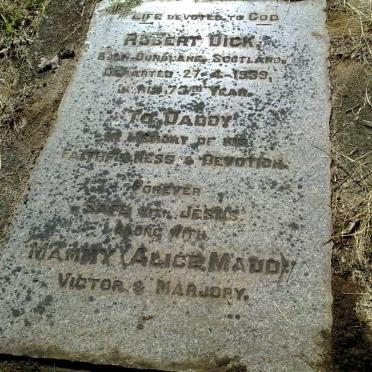 A LIFE DEVOTED TO GOD
ROBERT DICK.
BORN, DUNBLANE, SCOTLAND.
DEPARTED 27-4-1939,
IN HIS 73RD YEAR.
TO DADDY
IN MEMORY OF HIS
FAITHFULNESS & DEVOTION.
FOREVER
SAFE WITH JESUS.
ALONG WITH
MAMMY (ALICE MAUD)
VICTOR & MARJORY.